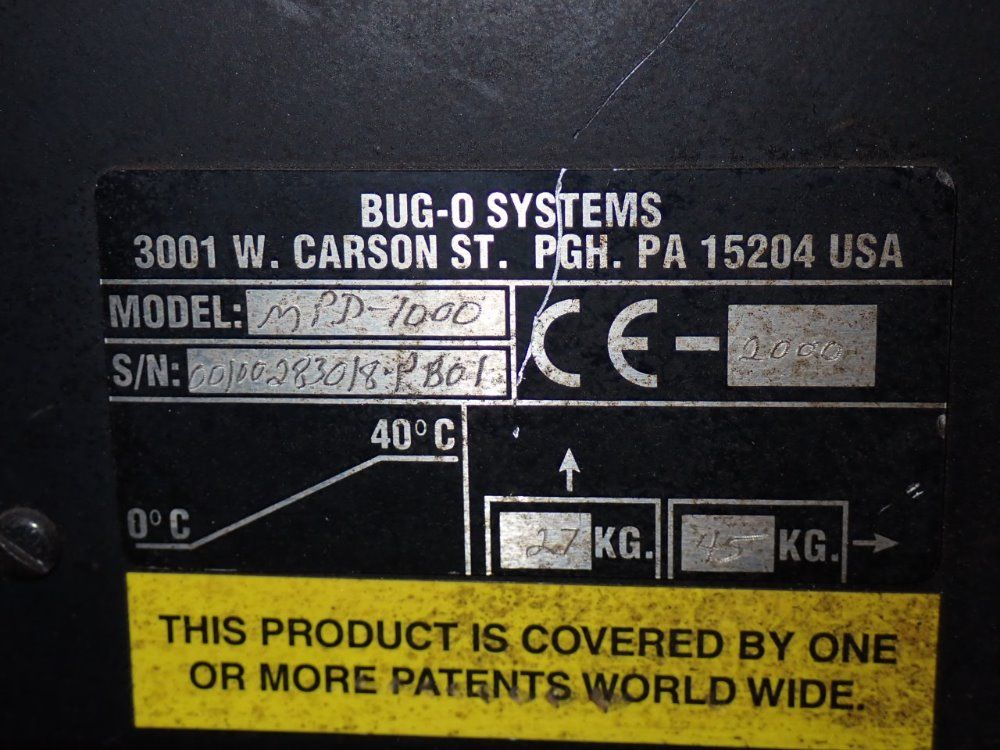 BUG-O SYSTEMS
3001 W. CARSON ST. PGH. PA 15204 USA
MODEL: MPD-1000
S/N: 00100283018-PB01
CE-2000
40°C
0°C
27 KG. 45 KG.
THIS PRODUCT IS COVERED BY ONE
OR MORE PATENTS WORLD WIDE.